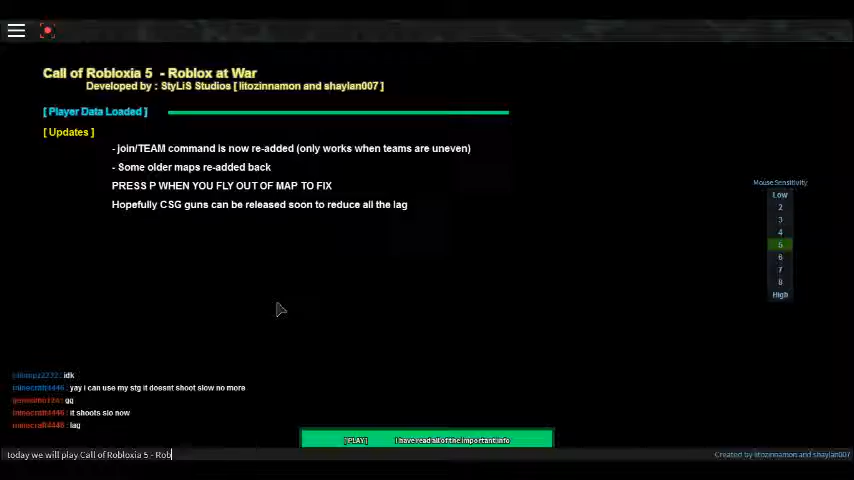 Call of Robloxia 5 - Roblox at War
Developed by : StyLiS Studios [ litozinnamon and shaylan007 ]
[ Player Data Loaded ]
[ Updates ]
- join/TEAM command is now re-added (only works when teams are uneven)
- Some older maps re-added back
PRESS P WHEN YOU FLY OUT OF MAP TO FIX
Hopefully CSG guns can be released soon to reduce all the lag
Mouse Sensitivity
Low
2
3
4
5
6
7
8
High
: idk
minecraft4446 : yay i can use my stg it doesnt shoot slow no more
: gg
minecraft4446 : it shoots slo now
minecraft4446 : lag
[PLAY] I have read all of the important info
today we will play Call of Robloxia 5 - Rob
Created by litozinnamon and shaylan007